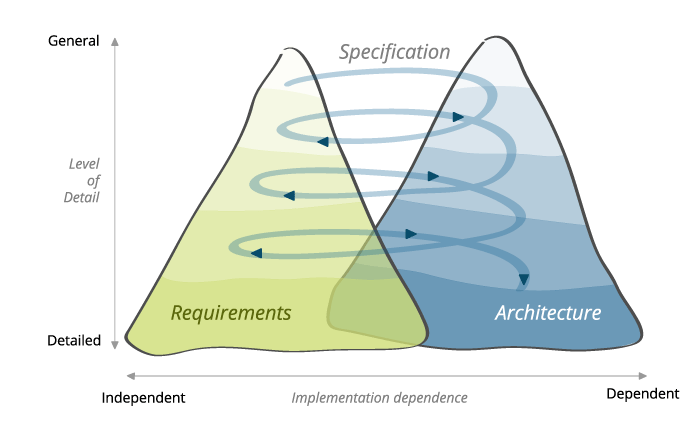 General
Specification
Level
of
Detail
Requirements
Architecture
Detailed
Independent
Implementation dependence
Dependent